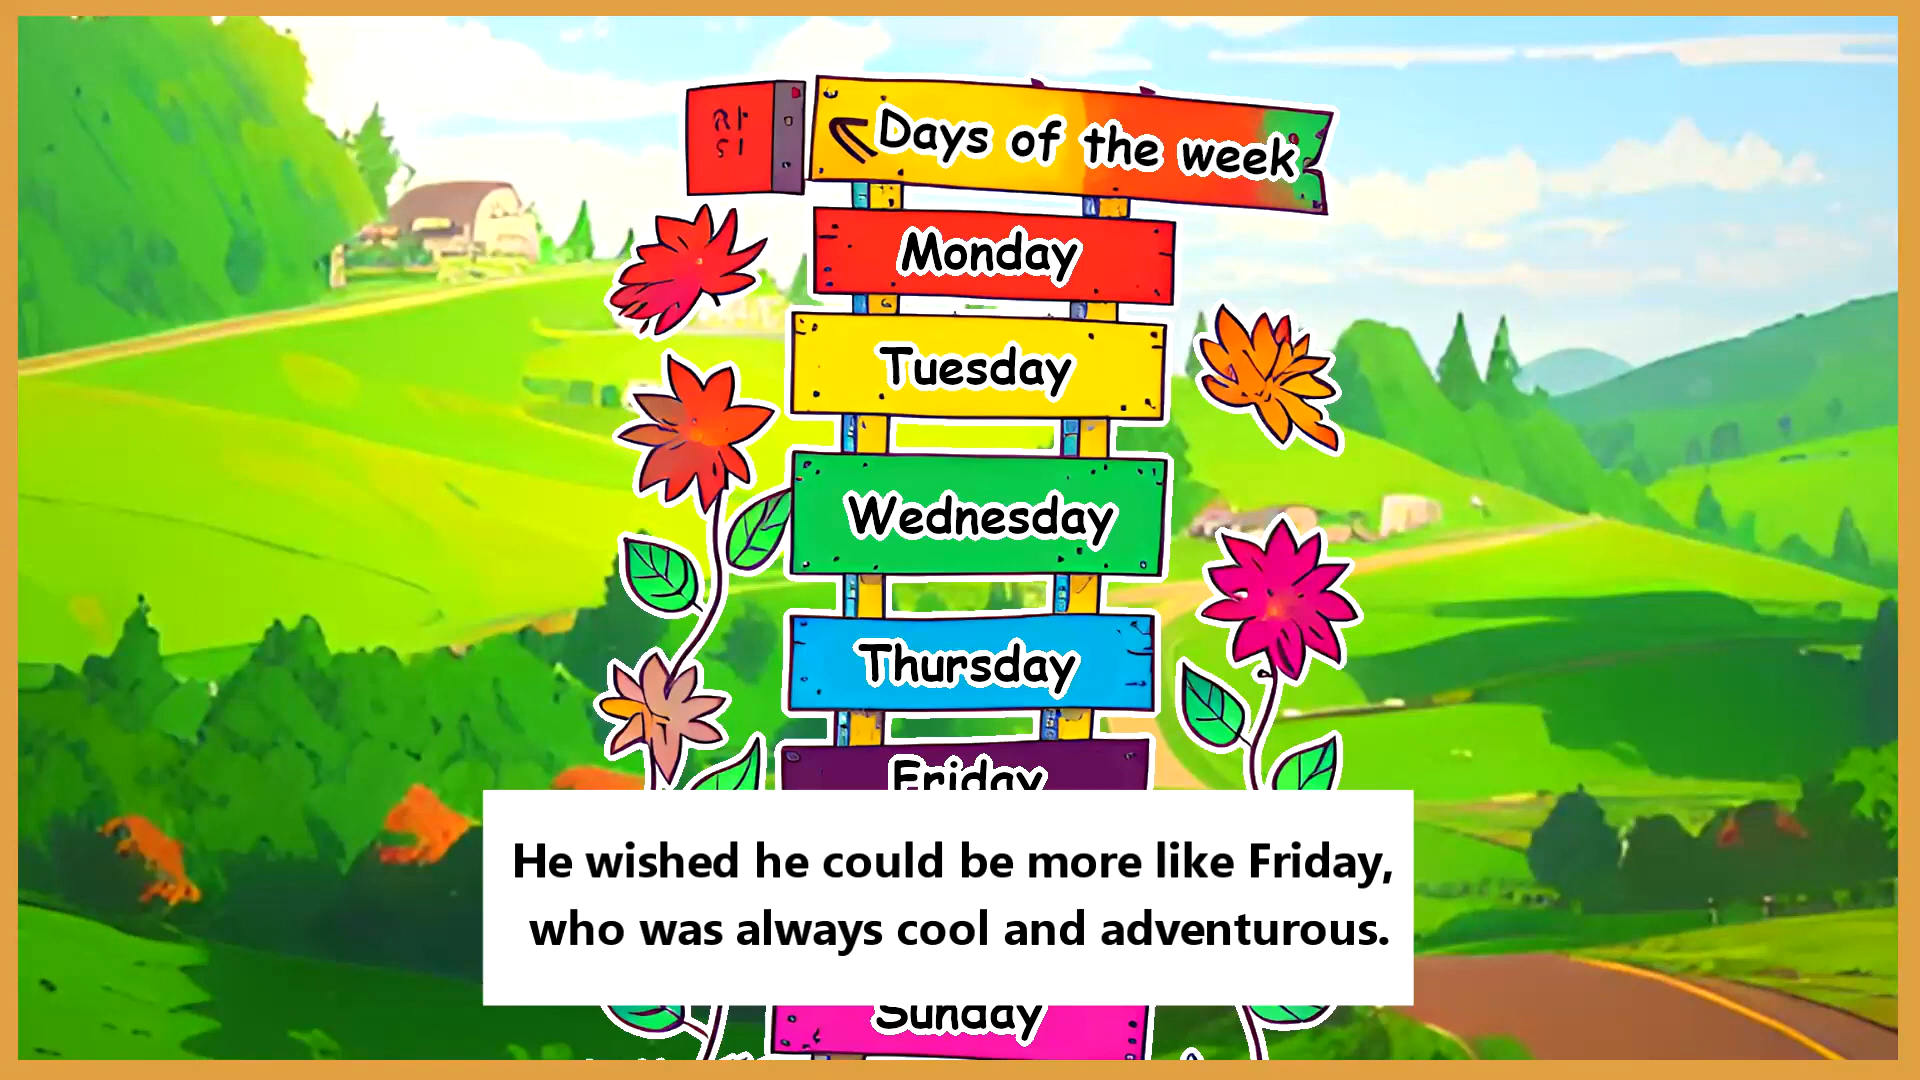 Days of the week
Monday
Tuesday
Wednesday
Thursday
Friday
He wished he could be more like Friday,
who was always cool and adventurous.
Sunday